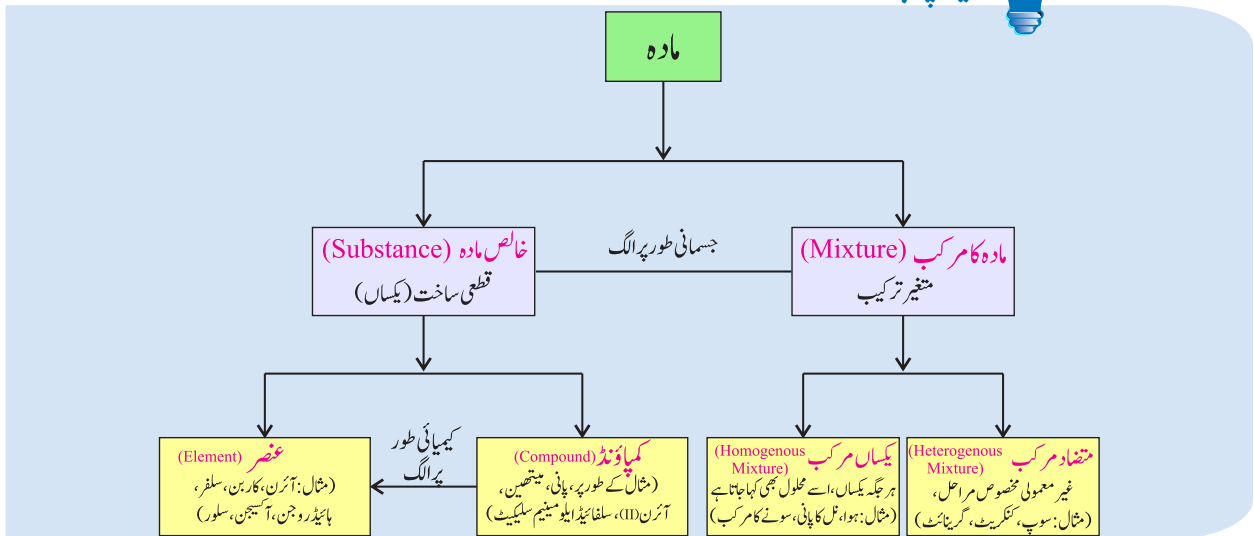 مادہ
مادہ کا مرکب (Mixture)
متغیر ترکیب
جسمانی طور پر الگ
خالص مادہ (Substance)
قطعی ساخت (یکساں)
متضاد مرکب (Heterogenous Mixture)
غیر معمولی مخصوص مراحل،
(مثال: سوپ، کنکریٹ، گرینائٹ)
یکساں مرکب (Homogenous Mixture)
ہر جگہ یکساں، اسے محلول بھی کہا جاتا ہے
(مثال: ہوا، نل کا پانی، سونے کا مرکب)
کمپاؤنڈ (Compound)
(مثال کے طور پر، پانی، میتھین،
آئرن (II)، سلفائیڈ ایلومینیم سلیکیٹ)
کیمیائی طور
پر الگ
عنصر (Element)
(مثال: آئرن، کاربن، سلفر،
ہائیڈروجن، آکسیجن، سلور)